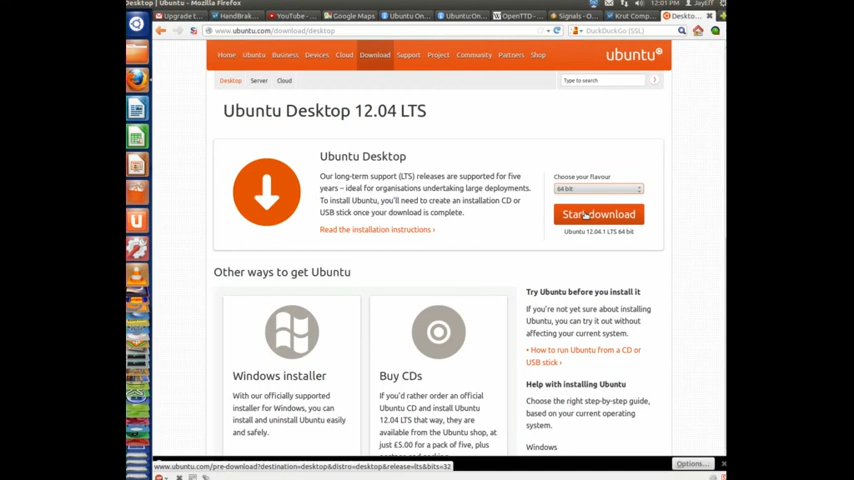 Desktop | Ubuntu - Mozilla Firefox
12:01 PM
JayEff
Upgrade t
HandBrak
YouTube -
Google Maps
Ubuntu On
Ubuntu:On
OpenTTD -
Signals - O
Krut Comp
Deskto
www.ubuntu.com/download/desktop
DuckDuckGo (SSL)
Home
Ubuntu
Business
Devices
Cloud
Download
Support
Project
Community
Partners
Shop
ubuntu
Desktop
Server
Cloud
Type to search
Ubuntu Desktop 12.04 LTS
Ubuntu Desktop
Our long-term support (LTS) releases are supported for five
years – ideal for organisations undertaking large deployments.
To install Ubuntu, you'll need to create an installation CD or
USB stick once your download is complete.
Read the installation instructions ›
Choose your flavour
64 bit
Start download
Ubuntu 12.04.1 LTS 64 bit
Other ways to get Ubuntu
Windows installer
With our officially supported
installer for Windows, you can
install and uninstall Ubuntu easily
and safely.
Buy CDs
If you'd rather order an official
Ubuntu CD and install Ubuntu
12.04 LTS that way, they are
available from the Ubuntu shop, at
just £5.00 for a pack of five, plus
Try Ubuntu before you install it
If you're not yet sure about installing
Ubuntu, you can try it out without
affecting your current system.
• How to run Ubuntu from a CD or
USB stick ›
Help with installing Ubuntu
Choose the right step-by-step guide,
based on your current operating
system.
Windows
www.ubuntu.com/pre-download?destination=desktop&distro=desktop&release=lts&bits=32
Options...